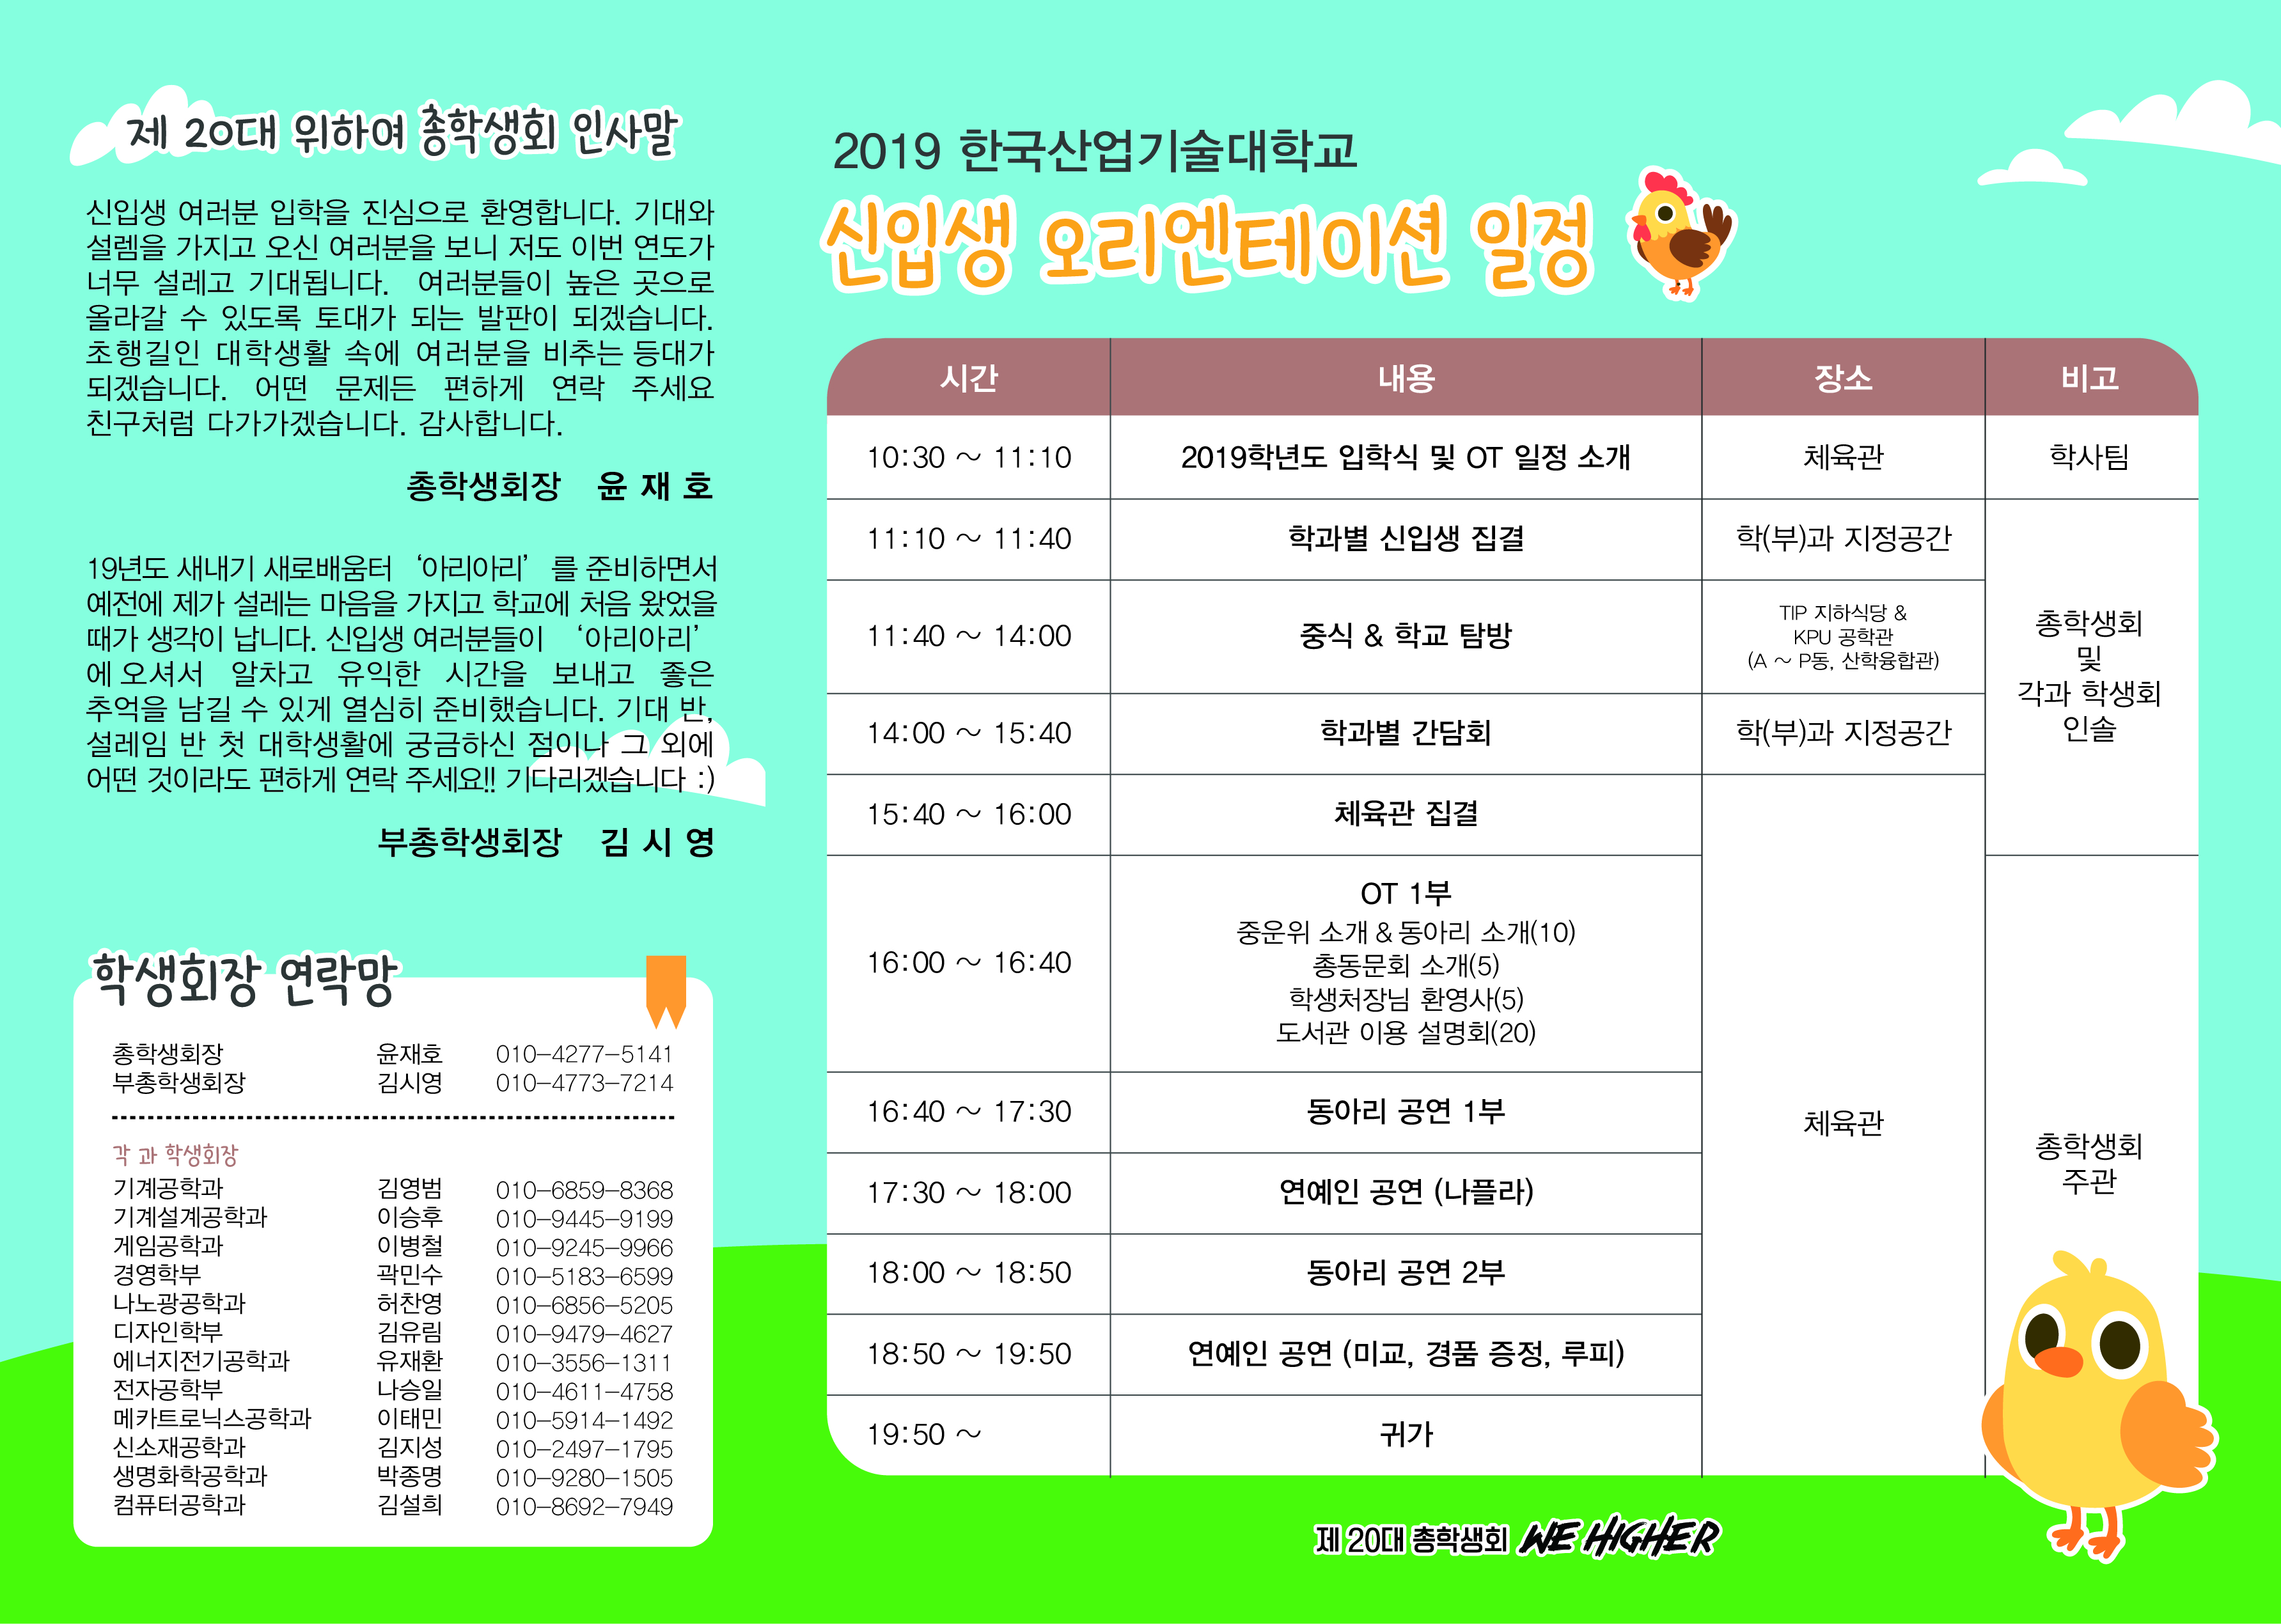 제 20대 위하여 총학생회 인사말
신입생 여러분 입학을 진심으로 환영합니다. 기대와
설렘을 가지고 오신 여러분을 보니 저도 이번 연도가
너무 설레고 기대됩니다. 여러분들이 높은 곳으로
올라갈 수 있도록 토대가 되는 발판이 되겠습니다.
초행길인 대학생활 속에 여러분을 비추는 등대가
되겠습니다. 어떤 문제든 편하게 연락 주세요
친구처럼 다가가겠습니다. 감사합니다.
총학생회장 윤 재 호
19년도 새내기 새로배움터 ‘아리아리’ 를 준비하면서
예전에 제가 설레는 마음을 가지고 학교에 처음 왔었을
때가 생각이 납니다. 신입생 여러분들이 ‘아리아리’
에 오셔서 알차고 유익한 시간을 보내고 좋은
추억을 남길 수 있게 열심히 준비했습니다. 기대 반,
설레임 반 첫 대학생활에 궁금하신 점이나 그 외에
어떤 것이라도 편하게 연락 주세요!! 기다리겠습니다 :)
부총학생회장 김 시 영
학생회장 연락망
총학생회장 윤재호 010-4277-5141
부총학생회장 김시영 010-4773-7214
각 과 학생회장
기계공학과 김영범 010-6859-8368
기계설계공학과 이승후 010-9445-9199
게임공학과 이병철 010-9245-9966
경영학부 곽민수 010-5183-6599
나노광공학과 허찬영 010-6856-5205
디자인학부 김유림 010-9479-4627
에너지전기공학과 유재환 010-3556-1311
전자공학부 나승일 010-4611-4758
메카트로닉스공학과 이태민 010-5914-1492
신소재공학과 김지성 010-2497-1795
생명화학공학과 박종명 010-9280-1505
컴퓨터공학과 김설희 010-8692-7949
2019 한국산업기술대학교
신입생 오리엔테이션 일정
시간 내용 장소 비고
10:30 ~ 11:10 2019학년도 입학식 및 OT 일정 소개 체육관 학사팀
11:10 ~ 11:40 학과별 신입생 집결 학(부)과 지정공간
11:40 ~ 14:00 중식 & 학교 탐방
TIP 지하식당 &
KPU 공학관
(A ~ P동, 산학융합관)
총학생회
및
각과 학생회
인솔
14:00 ~ 15:40 학과별 간담회 학(부)과 지정공간
15:40 ~ 16:00 체육관 집결
16:00 ~ 16:40
OT 1부
중운위 소개 & 동아리 소개(10)
총동문회 소개(5)
학생처장님 환영사(5)
도서관 이용 설명회(20)
16:40 ~ 17:30 동아리 공연 1부
체육관
총학생회
주관
17:30 ~ 18:00 연예인 공연 (나플라)
18:00 ~ 18:50 동아리 공연 2부
18:50 ~ 19:50 연예인 공연 (미교, 경품 증정, 루피)
19:50 ~ 귀가
제 20대 총학생회 WE HIGHER